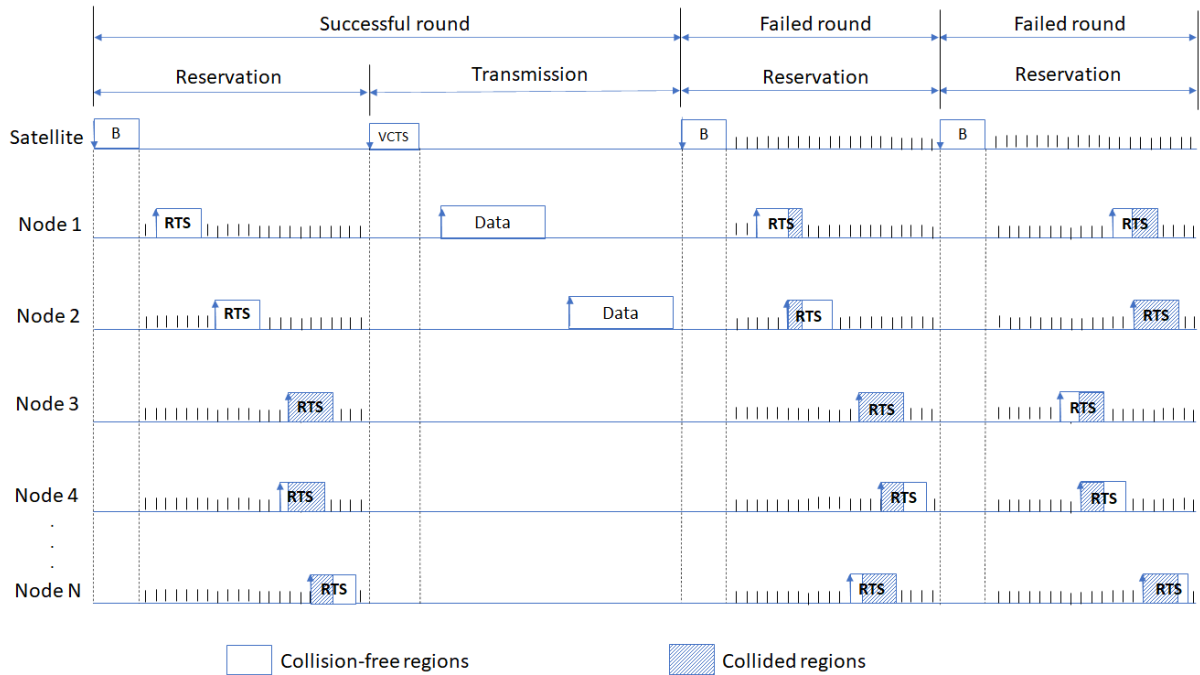 Successful round Failed round Failed round
Reservation Transmission Reservation Reservation
Satellite B VCTS B B
Node 1 RTS Data RTS RTS
Node 2 RTS Data RTS RTS
Node 3 RTS RTS RTS
Node 4 RTS RTS RTS
.
.
.
Node N RTS RTS RTS
Collision-free regions Collided regions